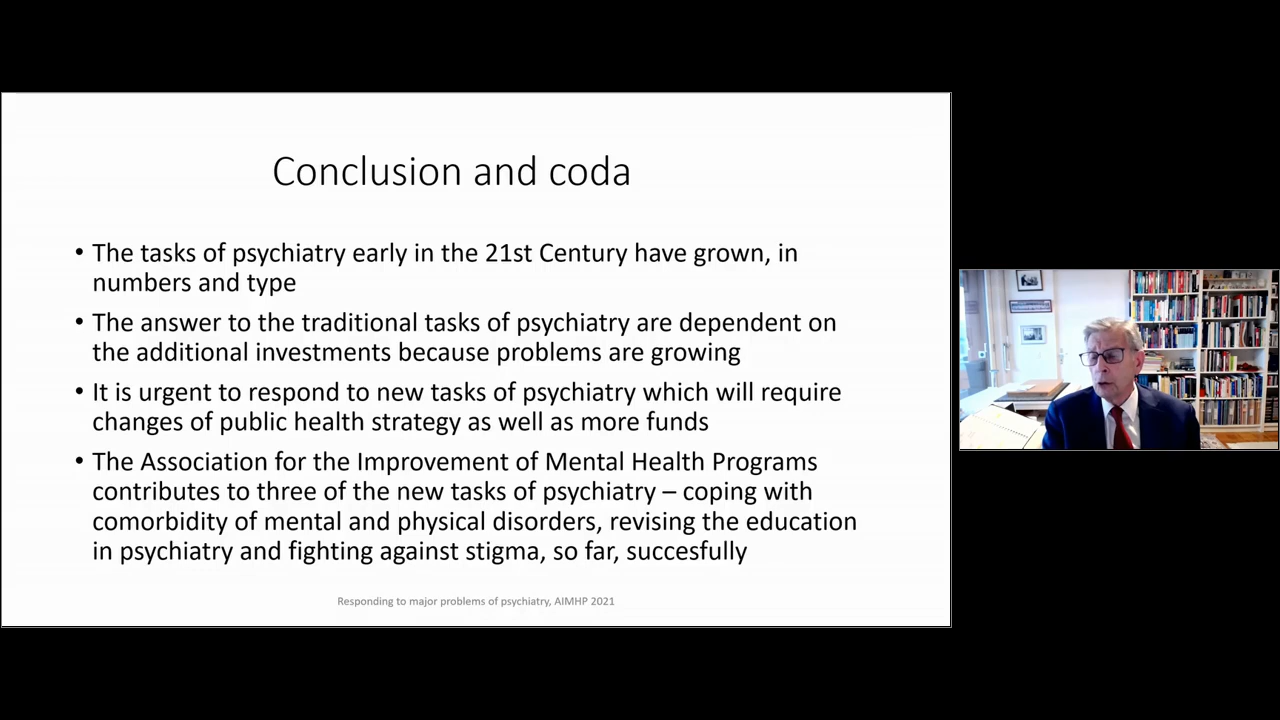 Conclusion and coda
• The tasks of psychiatry early in the 21st Century have grown, in
numbers and type
• The answer to the traditional tasks of psychiatry are dependent on
the additional investments because problems are growing
• It is urgent to respond to new tasks of psychiatry which will require
changes of public health strategy as well as more funds
• The Association for the Improvement of Mental Health Programs
contributes to three of the new tasks of psychiatry – coping with
comorbidity of mental and physical disorders, revising the education
in psychiatry and fighting against stigma, so far, succesfully
Responding to major problems of psychiatry, AIMHP 2021